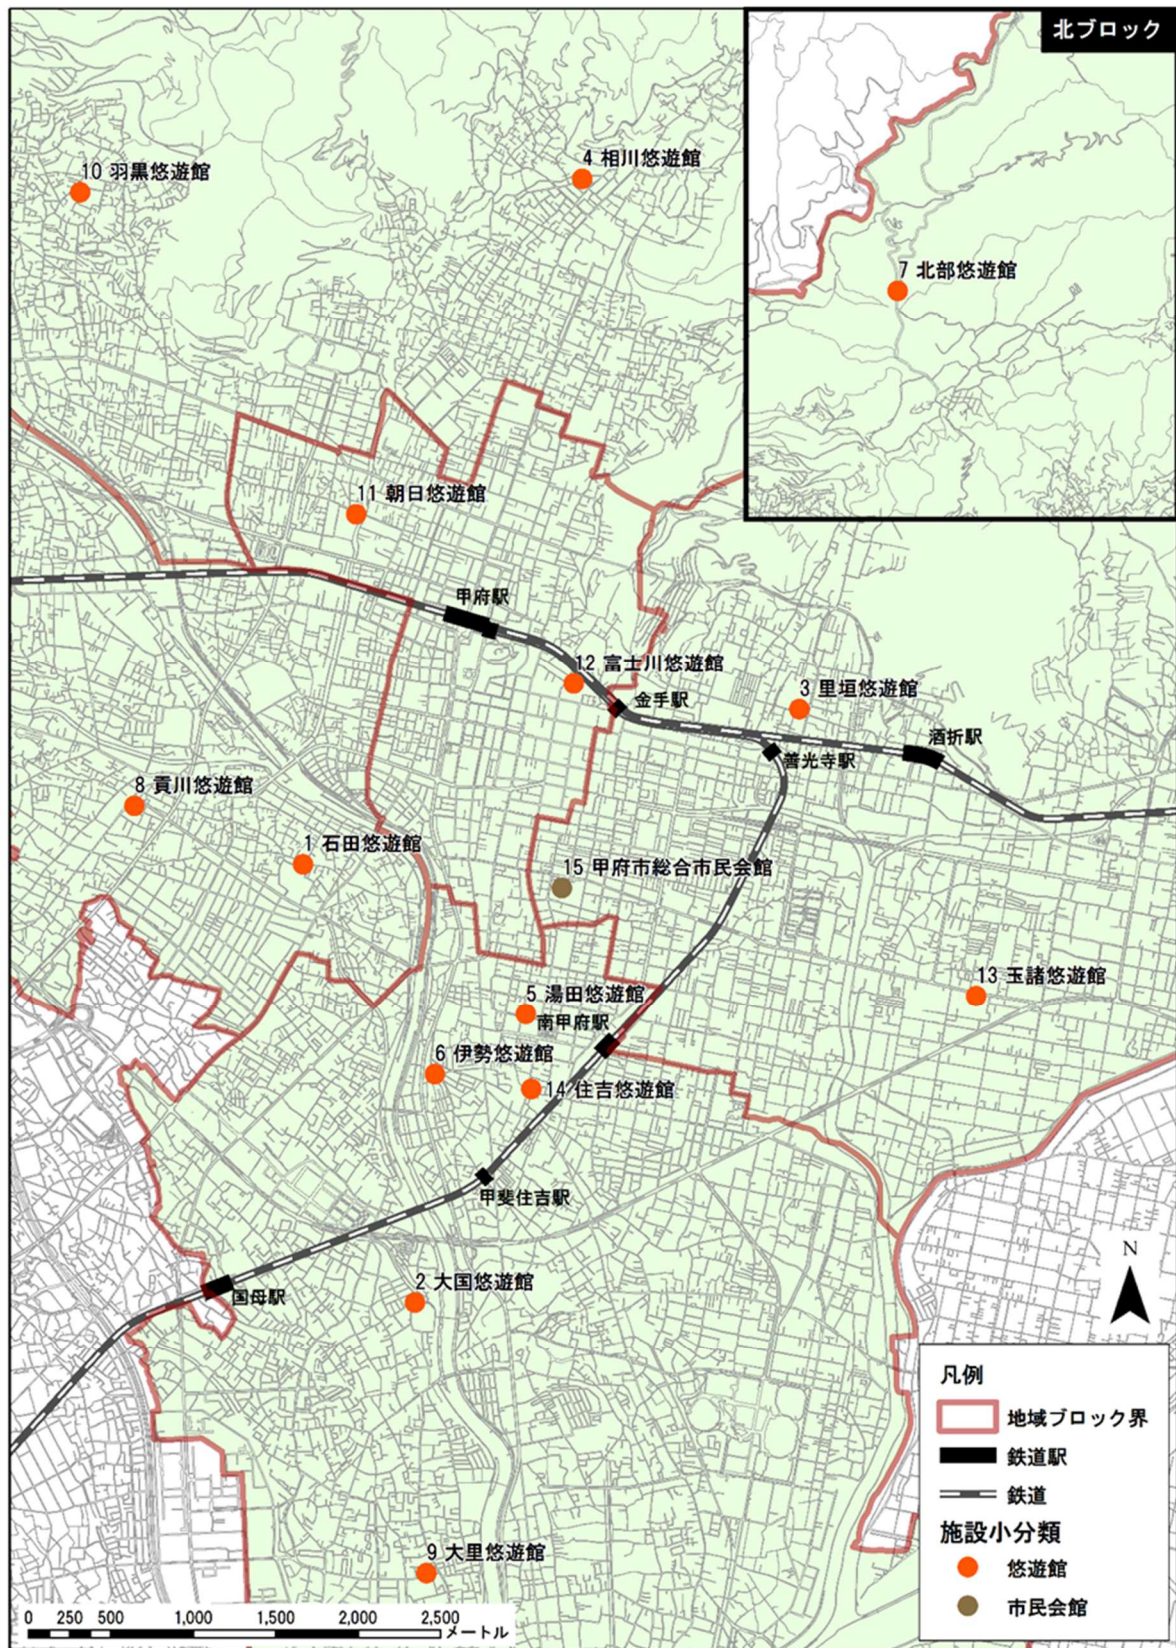 北ブロック
4 相川悠遊館
10 羽黒悠遊館
7 北部悠遊館
11 朝日悠遊館
甲府駅
12 富士川悠遊館
金手駅
3 里垣悠遊館
酒折駅
善光寺駅
8 貢川悠遊館
1 石田悠遊館
15 甲府市総合市民会館
13 玉諸悠遊館
5 湯田悠遊館
南甲府駅
6 伊勢悠遊館
14 住吉悠遊館
甲斐住吉駅
2 大国悠遊館
国母駅
N
9 大里悠遊館
凡例
地域ブロック界
鉄道駅
鉄道
施設小分類
悠遊館
市民会館
0 250 500 1,000 1,500 2,000 2,500
メートル